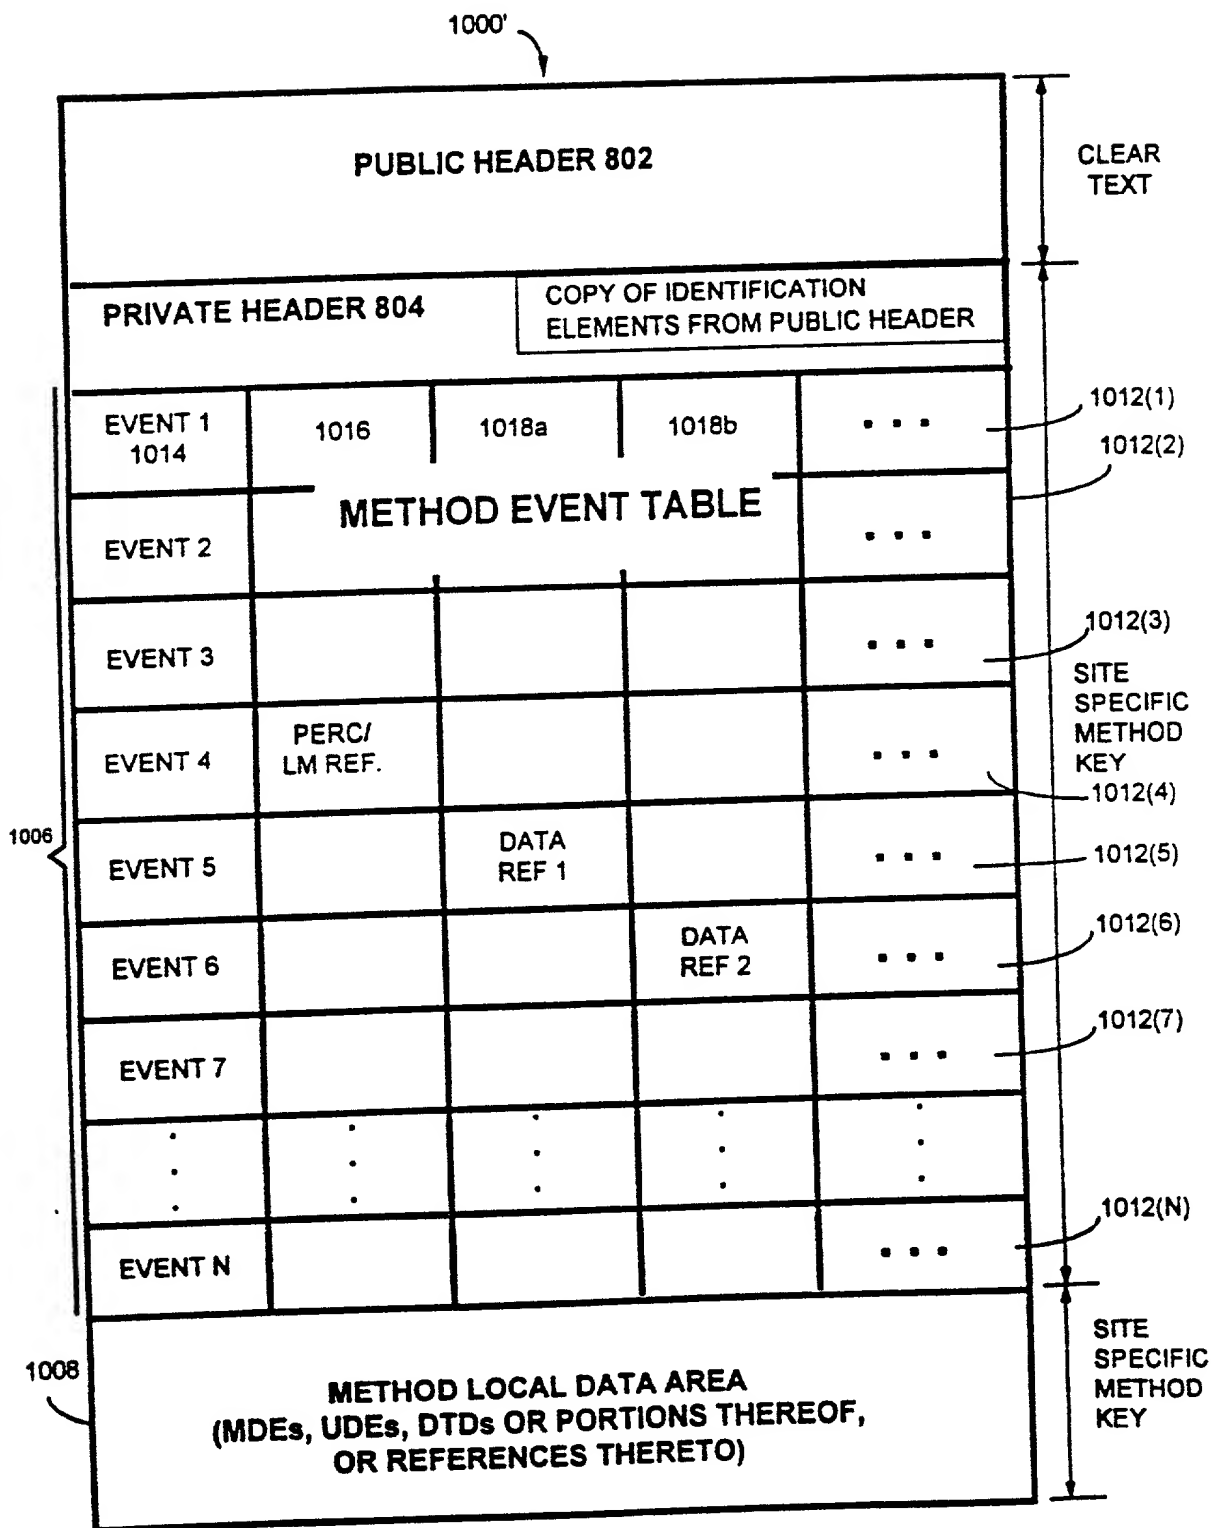 1000'
PUBLIC HEADER 802
CLEAR
TEXT
PRIVATE HEADER 804
COPY OF IDENTIFICATION
ELEMENTS FROM PUBLIC HEADER
EVENT 1
1014
1016
1018a
1018b
. . .
1012(1)
1012(2)
METHOD EVENT TABLE
EVENT 2
. . .
EVENT 3
. . .
1012(3)
SITE
SPECIFIC
METHOD
KEY
EVENT 4
PERC/
LM REF.
. . .
1012(4)
1006
EVENT 5
DATA
REF 1
. . .
1012(5)
EVENT 6
DATA
REF 2
. . .
1012(6)
EVENT 7
. . .
1012(7)
EVENT N
. . .
1012(N)
1008
METHOD LOCAL DATA AREA
(MDEs, UDEs, DTDs OR PORTIONS THEREOF,
OR REFERENCES THERETO)
SITE
SPECIFIC
METHOD
KEY